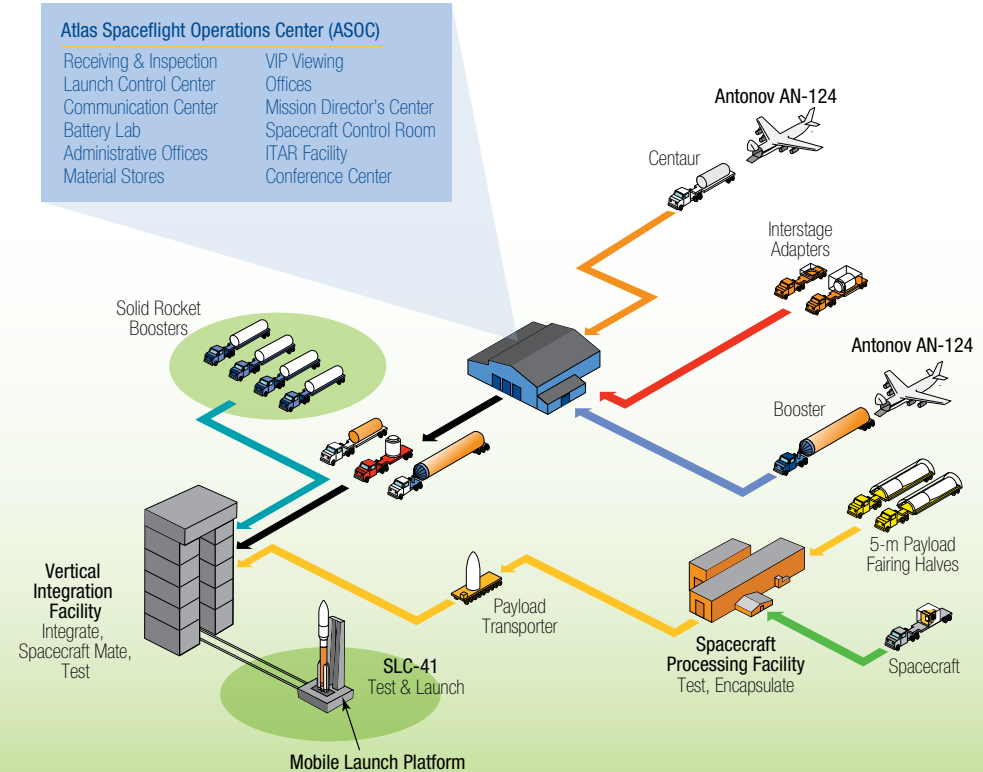 Atlas Spaceflight Operations Center (ASOC)
Receiving & Inspection
Launch Control Center
Communication Center
Battery Lab
Administrative Offices
Material Stores
VIP Viewing
Offices
Mission Director's Center
Spacecraft Control Room
ITAR Facility
Conference Center
Antonov AN-124
Centaur
Interstage
Adapters
Solid Rocket
Boosters
Antonov AN-124
Booster
5-m Payload
Fairing Halves
Vertical
Integration
Facility
Integrate,
Spacecraft Mate,
Test
Payload
Transporter
Spacecraft
Processing Facility
Test, Encapsulate
Spacecraft
SLC-41
Test & Launch
Mobile Launch Platform